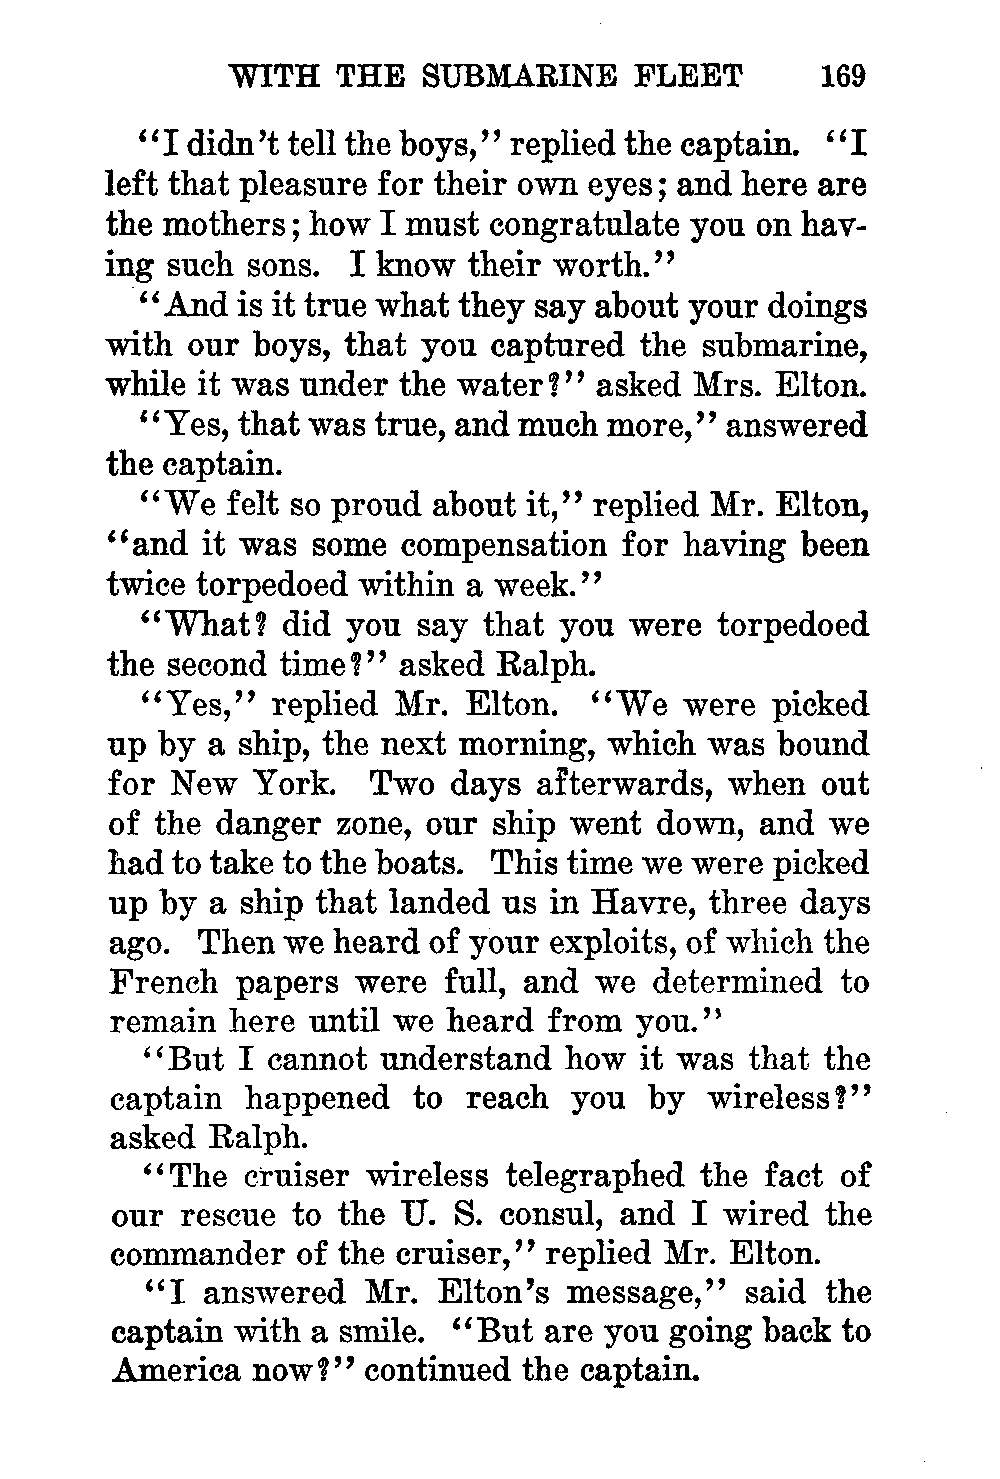 WITH THE SUBMARINE FLEET 169
"I didn't tell the boys," replied the captain. "I
left that pleasure for their own eyes; and here are
the mothers; how I must congratulate you on hav-
ing such sons. I know their worth."
"And is it true what they say about your doings
with our boys, that you captured the submarine,
while it was under the water?" asked Mrs. Elton.
"Yes, that was true, and much more," answered
the captain.
"We felt so proud about it," replied Mr. Elton,
"and it was some compensation for having been
twice torpedoed within a week."
"What? did you say that you were torpedoed
the second time?" asked Ralph.
"Yes," replied Mr. Elton. "We were picked
up by a ship, the next morning, which was bound
for New York. Two days afterwards, when out
of the danger zone, our ship went down, and we
had to take to the boats. This time we were picked
up by a ship that landed us in Havre, three days
ago. Then we heard of your exploits, of which the
French papers were full, and we determined to
remain here until we heard from you."
"But I cannot understand how it was that the
captain happened to reach you by wireless?"
asked Ralph.
"The cruiser wireless telegraphed the fact of
our rescue to the U. S. consul, and I wired the
commander of the cruiser," replied Mr. Elton.
"I answered Mr. Elton's message," said the
captain with a smile. "But are you going back to
America now?" continued the captain.